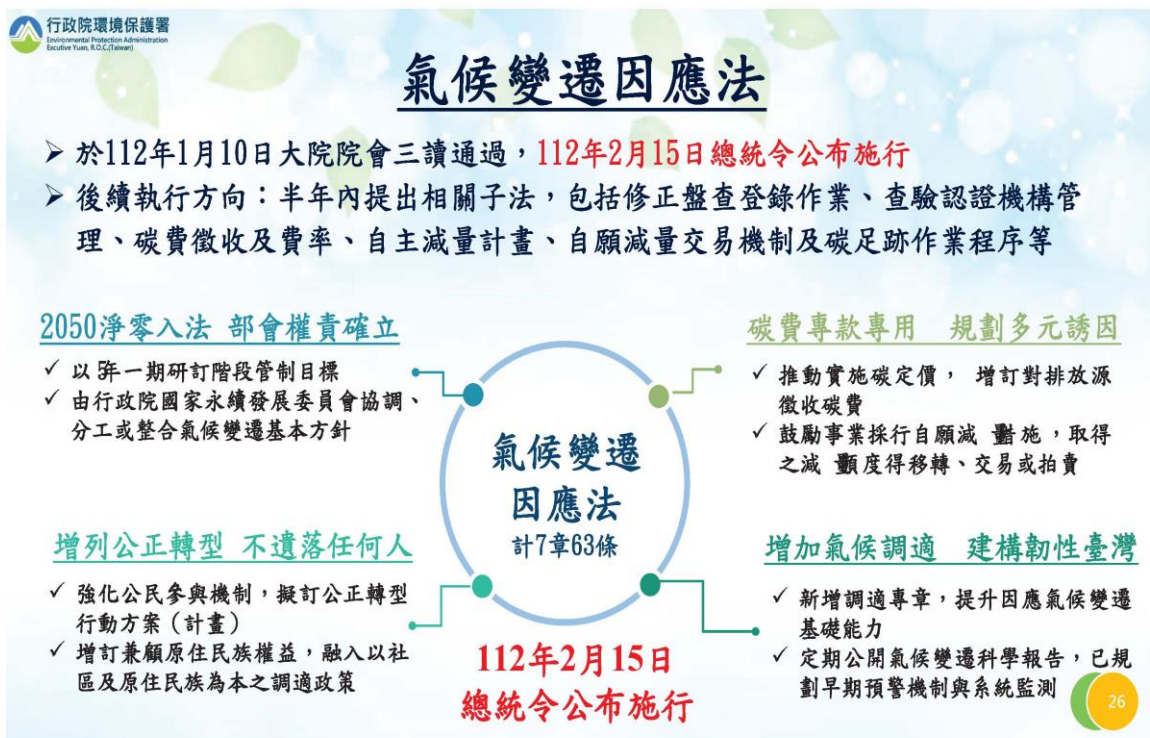 行政院環境保護署
Environmental Protection Administration
Excutive Yuan, R.O.C.(Taiwan)
氣候變遷因應法
➢ 於112年1月10日大院院會三讀通過，112年2月15日總統令公布施行
➢ 後續執行方向：半年內提出相關子法，包括修正盤查登錄作業、查驗認證機構管
理、碳費徵收及費率、自主減量計畫、自願減量交易機制及碳足跡作業程序等
2050淨零入法 部會權責確立
✓ 以5年一期研訂階段管制目標
✓ 由行政院國家永續發展委員會協調、
分工或整合氣候變遷基本方針
碳費專款專用 規劃多元誘因
✓ 推動實施碳定價， 增訂對排放源
徵收碳費
✓ 鼓勵事業採行自願減 施，取得
之減 度得移轉、交易或拍賣
氣候變遷
因應法
計7章63條
增列公正轉型 不遺落任何人
✓ 強化公民參與機制，擬訂公正轉型
行動方案（計畫）
✓ 增訂兼顧原住民族權益，融入以社
區及原住民族為本之調適政策
增加氣候調適 建構韌性臺灣
✓ 新增調適專章，提升因應氣候變遷
基礎能力
✓ 定期公開氣候變遷科學報告，已規
劃早期預警機制與系統監測
112年2月15日
總統令公布施行
26